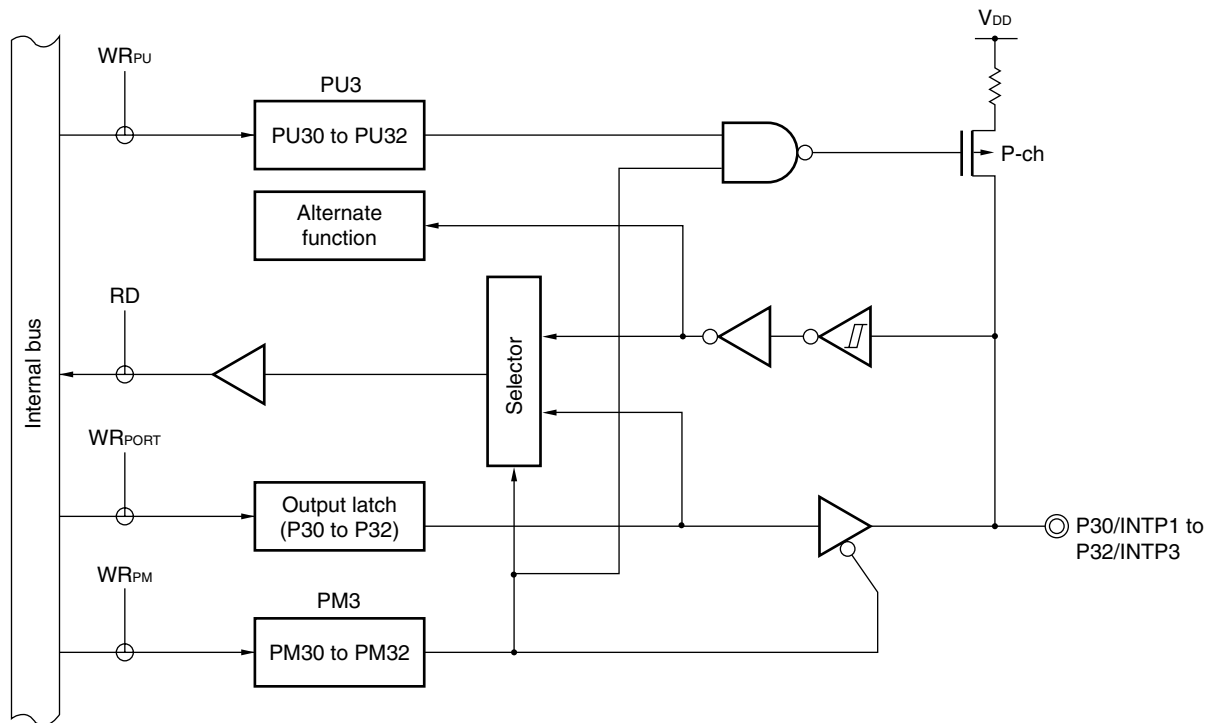 VDD
WRPU
PU3
PU30 to PU32
P-ch
Alternate
function
RD
Internal bus
Selector
WRPORT
Output latch
(P30 to P32)
P30/INTP1 to
P32/INTP3
WRPM
PM3
PM30 to PM32